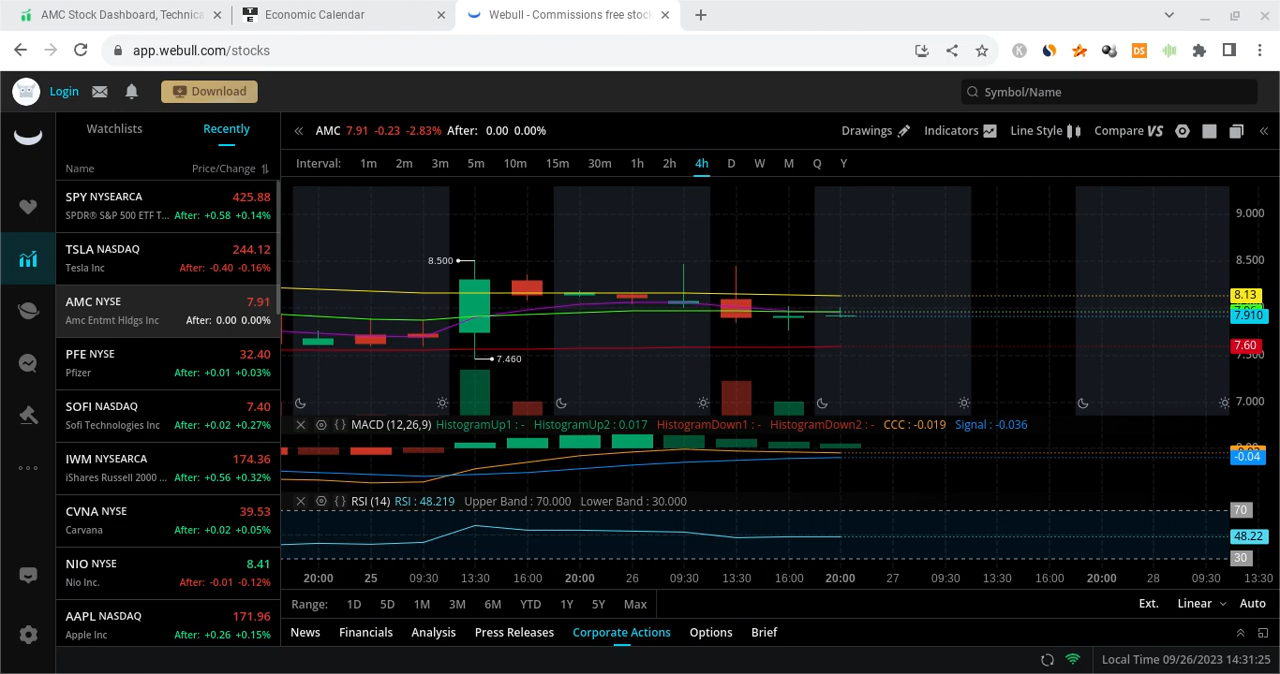 AMC Stock Dashboard, Technica
Economic Calendar
Webull - Commissions free stoc
app.webull.com/stocks
Login
Download
Symbol/Name
Watchlists
Recently
Name
Price/Change
SPY NYSEARCA 425.88
SPDR® S&P 500 ETF T... After: +0.58 +0.14%
TSLA NASDAQ 244.12
Tesla Inc After: -0.40 -0.16%
AMC NYSE 7.91
Amc Entmt Hldgs Inc After: 0.00 0.00%
PFE NYSE 32.40
Pfizer After: +0.01 +0.03%
SOFI NASDAQ 7.40
Sofi Technologies Inc After: +0.02 +0.27%
IWM NYSEARCA 174.36
iShares Russell 2000 ... After: +0.56 +0.32%
CVNA NYSE 39.53
Carvana After: +0.02 +0.05%
NIO NYSE 8.41
Nio Inc. After: -0.01 -0.12%
AAPL NASDAQ 171.96
Apple Inc After: +0.26 +0.15%
AMC 7.91 -0.23 -2.83% After: 0.00 0.00%
Drawings Indicators Line Style Compare VS
Interval: 1m 2m 3m 5m 10m 15m 30m 1h 2h 4h D W M Q Y
9.000
8.500
8.500
8.13
7.910
7.60
7.500
7.460
7.000
MACD (12,26,9) HistogramUp1 : - HistogramUp2 : 0.017 HistogramDown1 : - HistogramDown2 : - CCC : -0.019 Signal : -0.036
-0.04
RSI (14) RSI : 48.219 Upper Band : 70.000 Lower Band : 30.000
70
48.22
30
20:00 25 09:30 13:30 16:00 20:00 26 09:30 13:30 16:00 20:00 27 09:30 13:30 16:00 20:00 28 09:30 13:30
Range: 1D 5D 1M 3M 6M YTD 1Y 5Y Max
Ext. Linear Auto
News Financials Analysis Press Releases Corporate Actions Options Brief
Local Time 09/26/2023 14:31:25